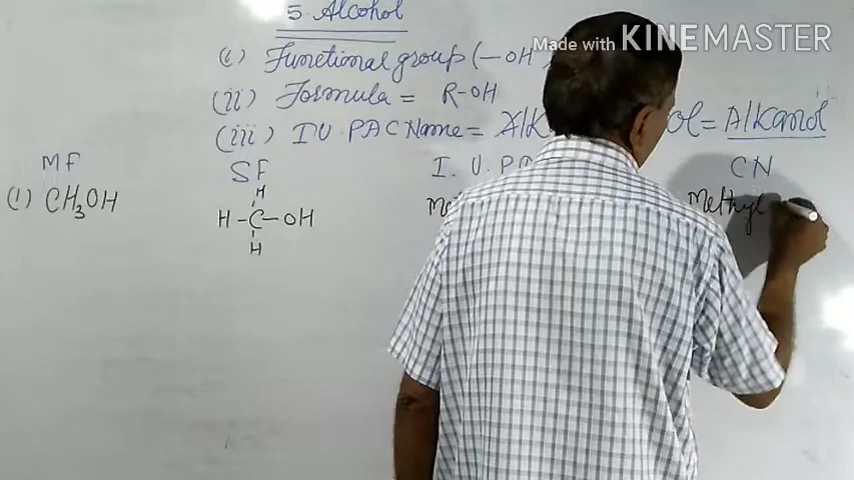 5. Alcohol
Made with KINEMASTER
(i) Functional group (-OH
(ii) Formula = R-OH
(iii) I U. PAC Name = ol = Alkanol
MF SF I. U. P CN
(1) CH3OH H-C-OH Methyl
H
H